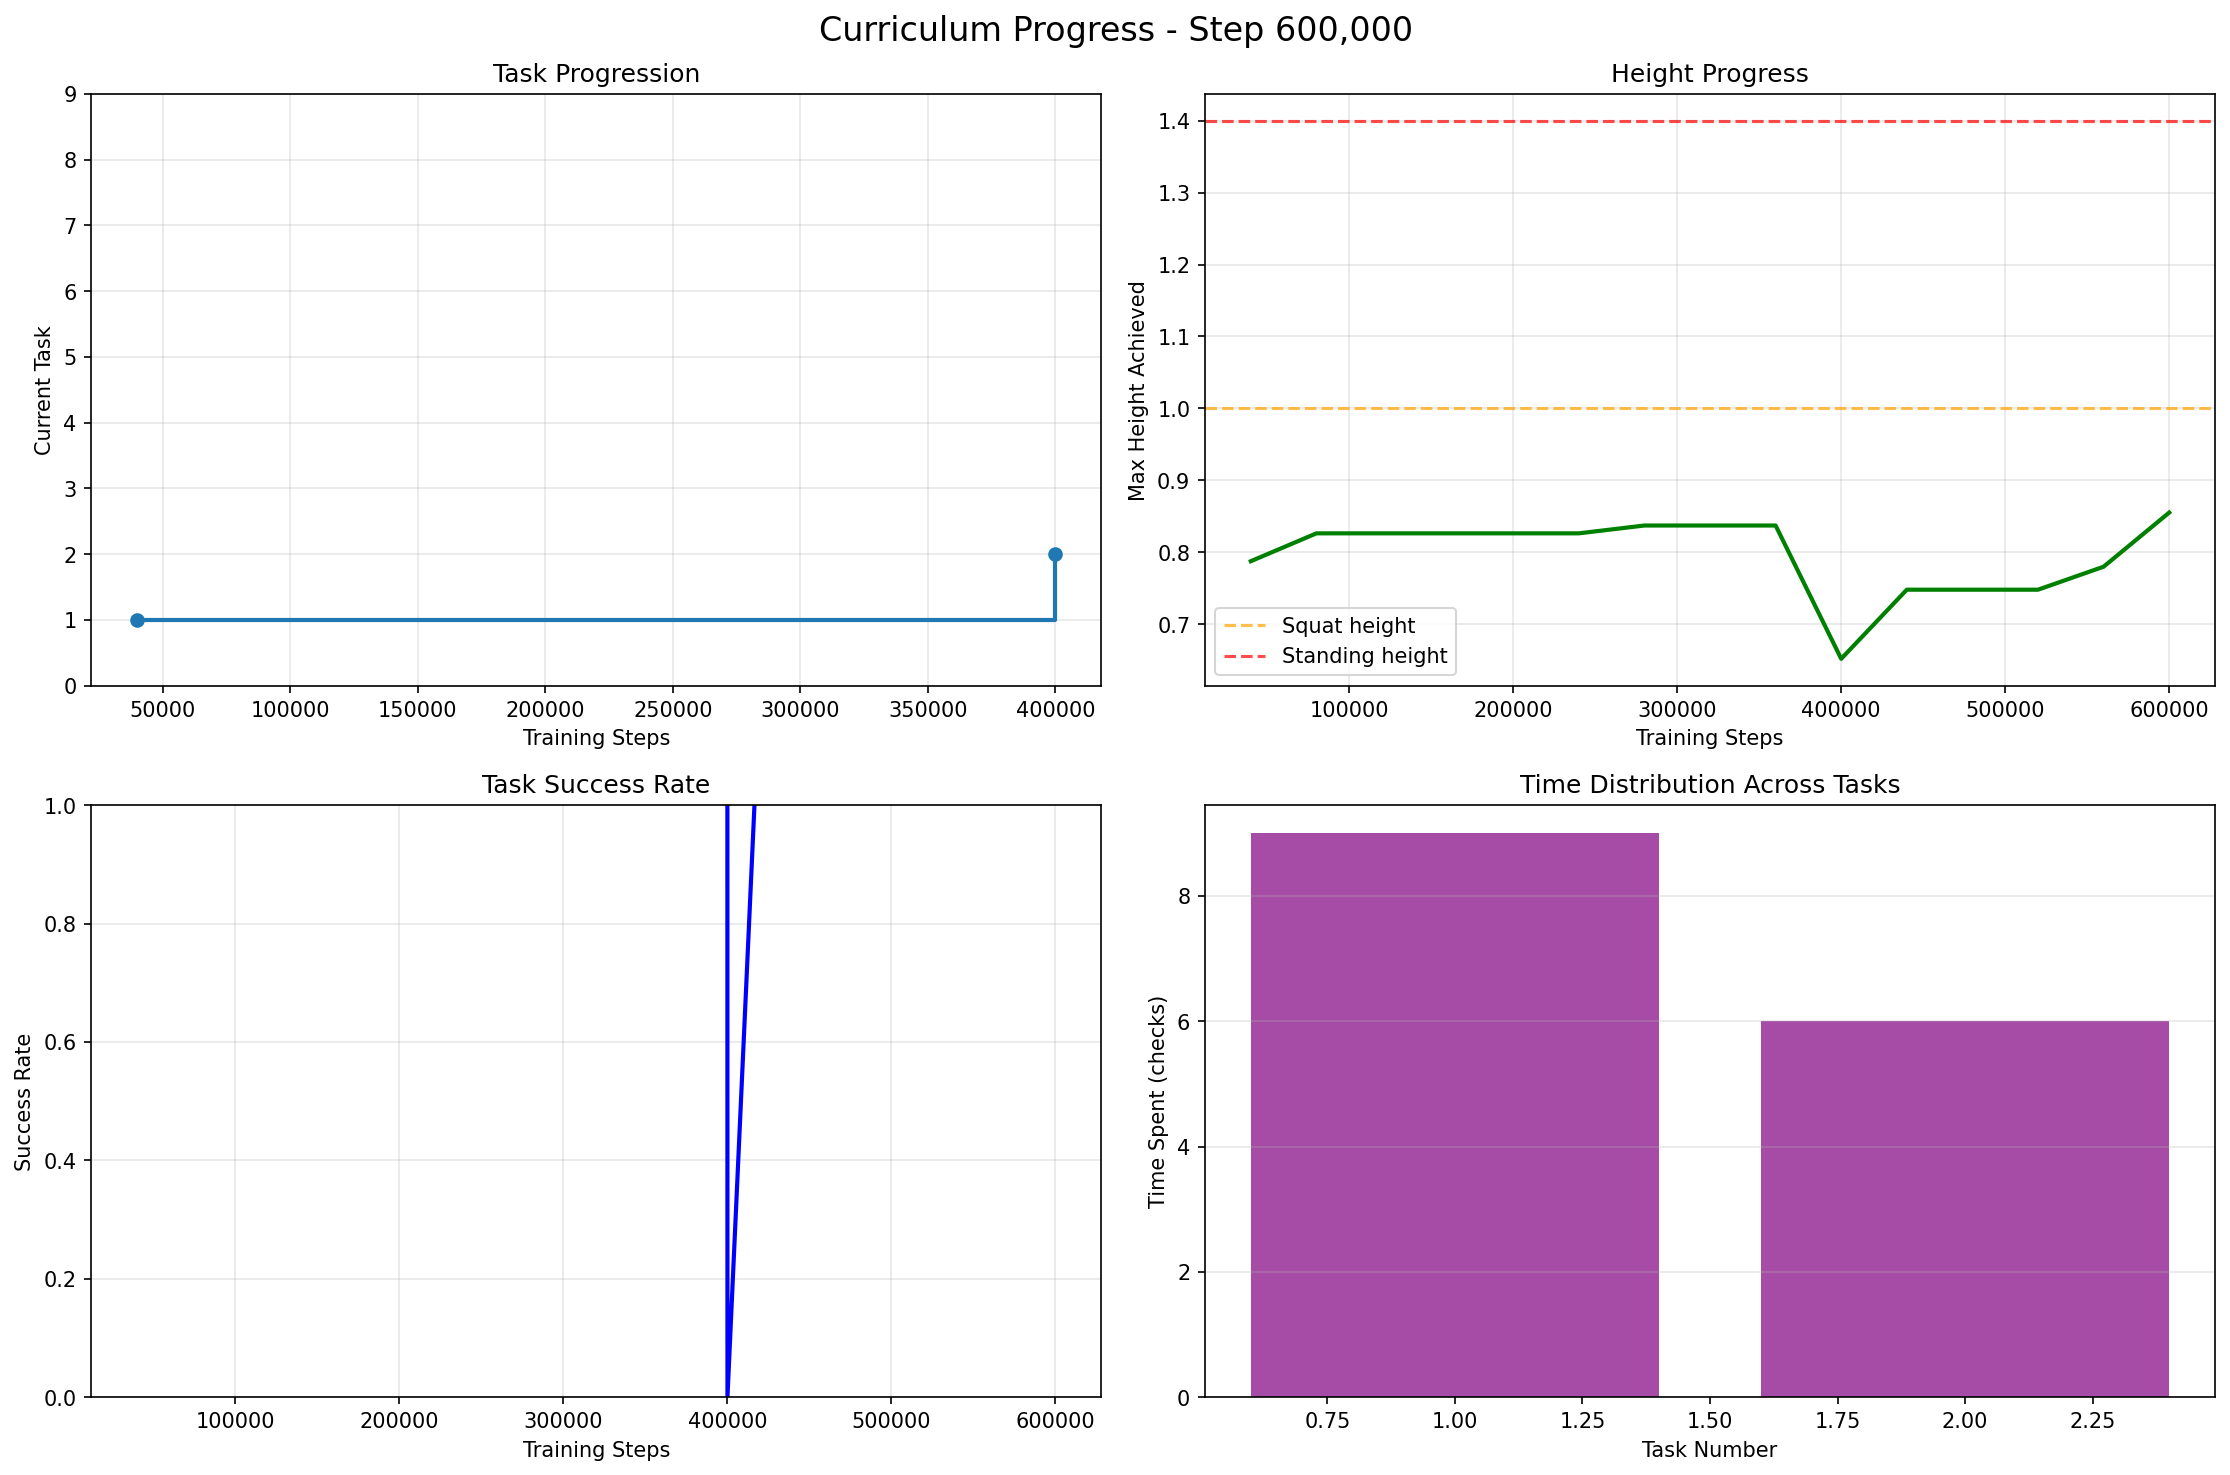 Curriculum Progress - Step 600,000
Task Progression
9
8
7
6
5
4
3
2
1
0
Current Task
50000 100000 150000 200000 250000 300000 350000 400000
Training Steps
Height Progress
1.4
1.3
1.2
1.1
1.0
0.9
0.8
0.7
Max Height Achieved
Squat height
Standing height
100000 200000 300000 400000 500000 600000
Training Steps
Task Success Rate
1.0
0.8
0.6
0.4
0.2
0.0
Success Rate
100000 200000 300000 400000 500000 600000
Training Steps
Time Distribution Across Tasks
8
6
4
2
0
Time Spent (checks)
0.75 1.00 1.25 1.50 1.75 2.00 2.25
Task Number